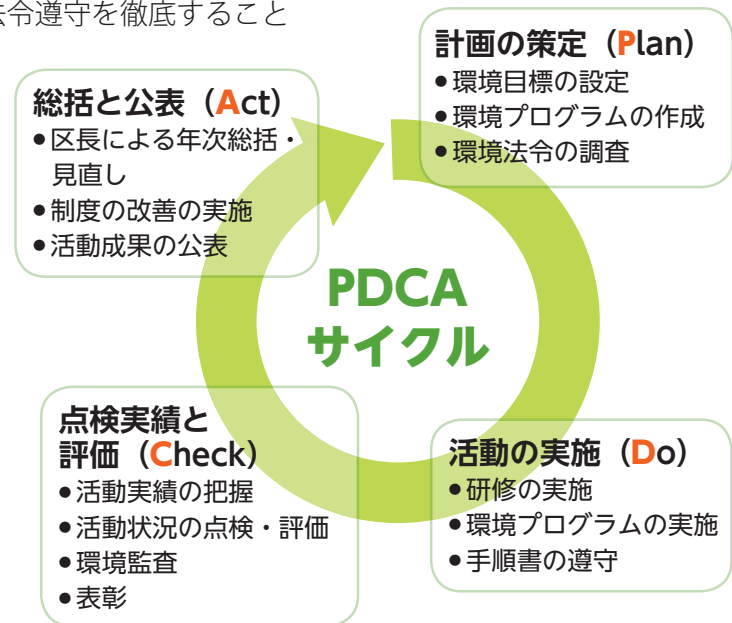 法令遵守を徹底すること
計画の策定（Plan）
●環境目標の設定
●環境プログラムの作成
●環境法令の調査
総括と公表（Act）
●区長による年次総括・
見直し
●制度の改善の実施
●活動成果の公表
PDCA
サイクル
点検実績と
評価（Check）
●活動実績の把握
●活動状況の点検・評価
●環境監査
●表彰
活動の実施（Do）
●研修の実施
●環境プログラムの実施
●手順書の遵守